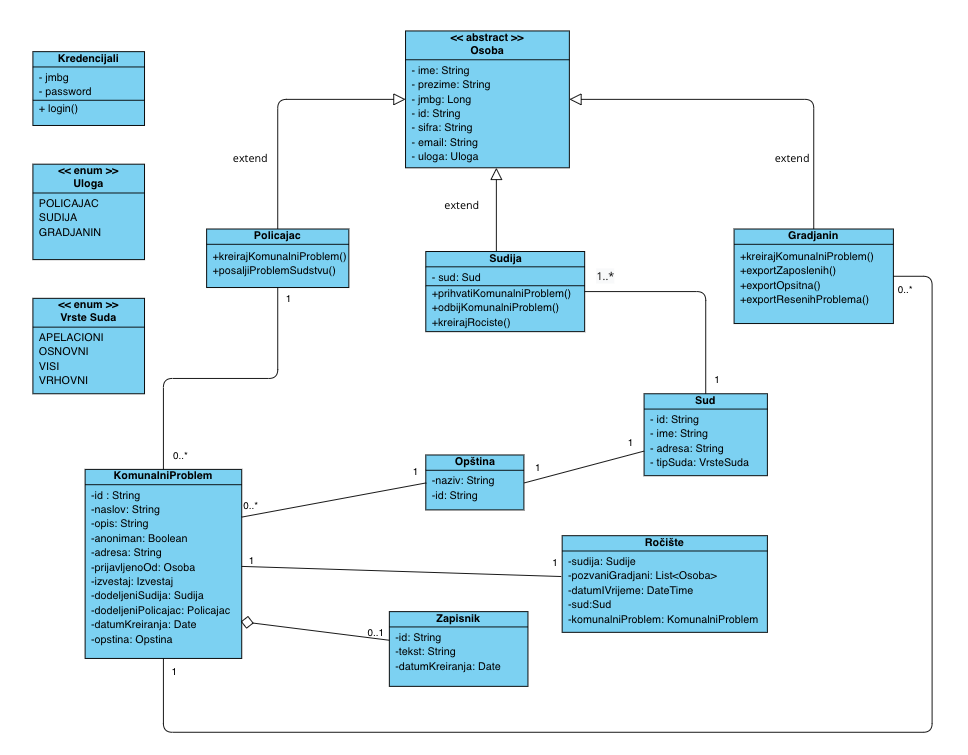 << abstract >>
Osoba
- ime: String
- prezime: String
- jmbg: Long
- id: String
- sifra: String
- email: String
- uloga: Uloga
Kredencijali
- jmbg
- password
+ login()
<< enum >>
Uloga
POLICAJAC
SUDIJA
GRADJANIN
<< enum >>
Vrste Suda
APELACIONI
OSNOVNI
VISI
VRHOVNI
extend
extend
extend
Policajac
+kreirajKomunalniProblem()
+posaljiProblemSudstvu()
1
0..*
Sudija
- sud: Sud
+prihvatiKomunalniProblem()
+odbijKomunalniProblem()
+kreirajRociste()
1..*
1
Gradjanin
+kreirajKomunalniProblem()
+exportZaposlenih()
+exportOpsitna()
+exportResenihProblema()
0..*
Sud
- id: String
- ime: String
- adresa: String
- tipSuda: VrsteSuda
1
1
Opština
-naziv: String
-id: String
1
0..*
KomunalniProblem
-id : String
-naslov: String
-opis: String
-anoniman: Boolean
-adresa: String
-prijavljenoOd: Osoba
-izvestaj: Izvestaj
-dodeljeniSudija: Sudija
-dodeljeniPolicajac: Policajac
-datumKreiranja: Date
-opstina: Opstina
1
1
Ročište
-sudija: Sudije
-pozvaniGradjani: List<Osoba>
-datumIVrijeme: DateTime
-sud:Sud
-komunalniProblem: KomunalniProblem
0..1
Zapisnik
-id: String
-tekst: String
-datumKreiranja: Date
1